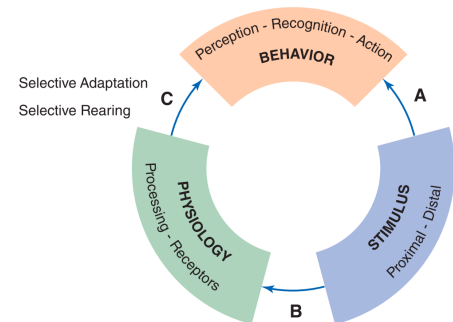 Perception - Recognition - Action
BEHAVIOR
Selective Adaptation
Selective Rearing
C
A
Processing - Receptors
PHYSIOLOGY
STIMULUS
Proximal - Distal
B